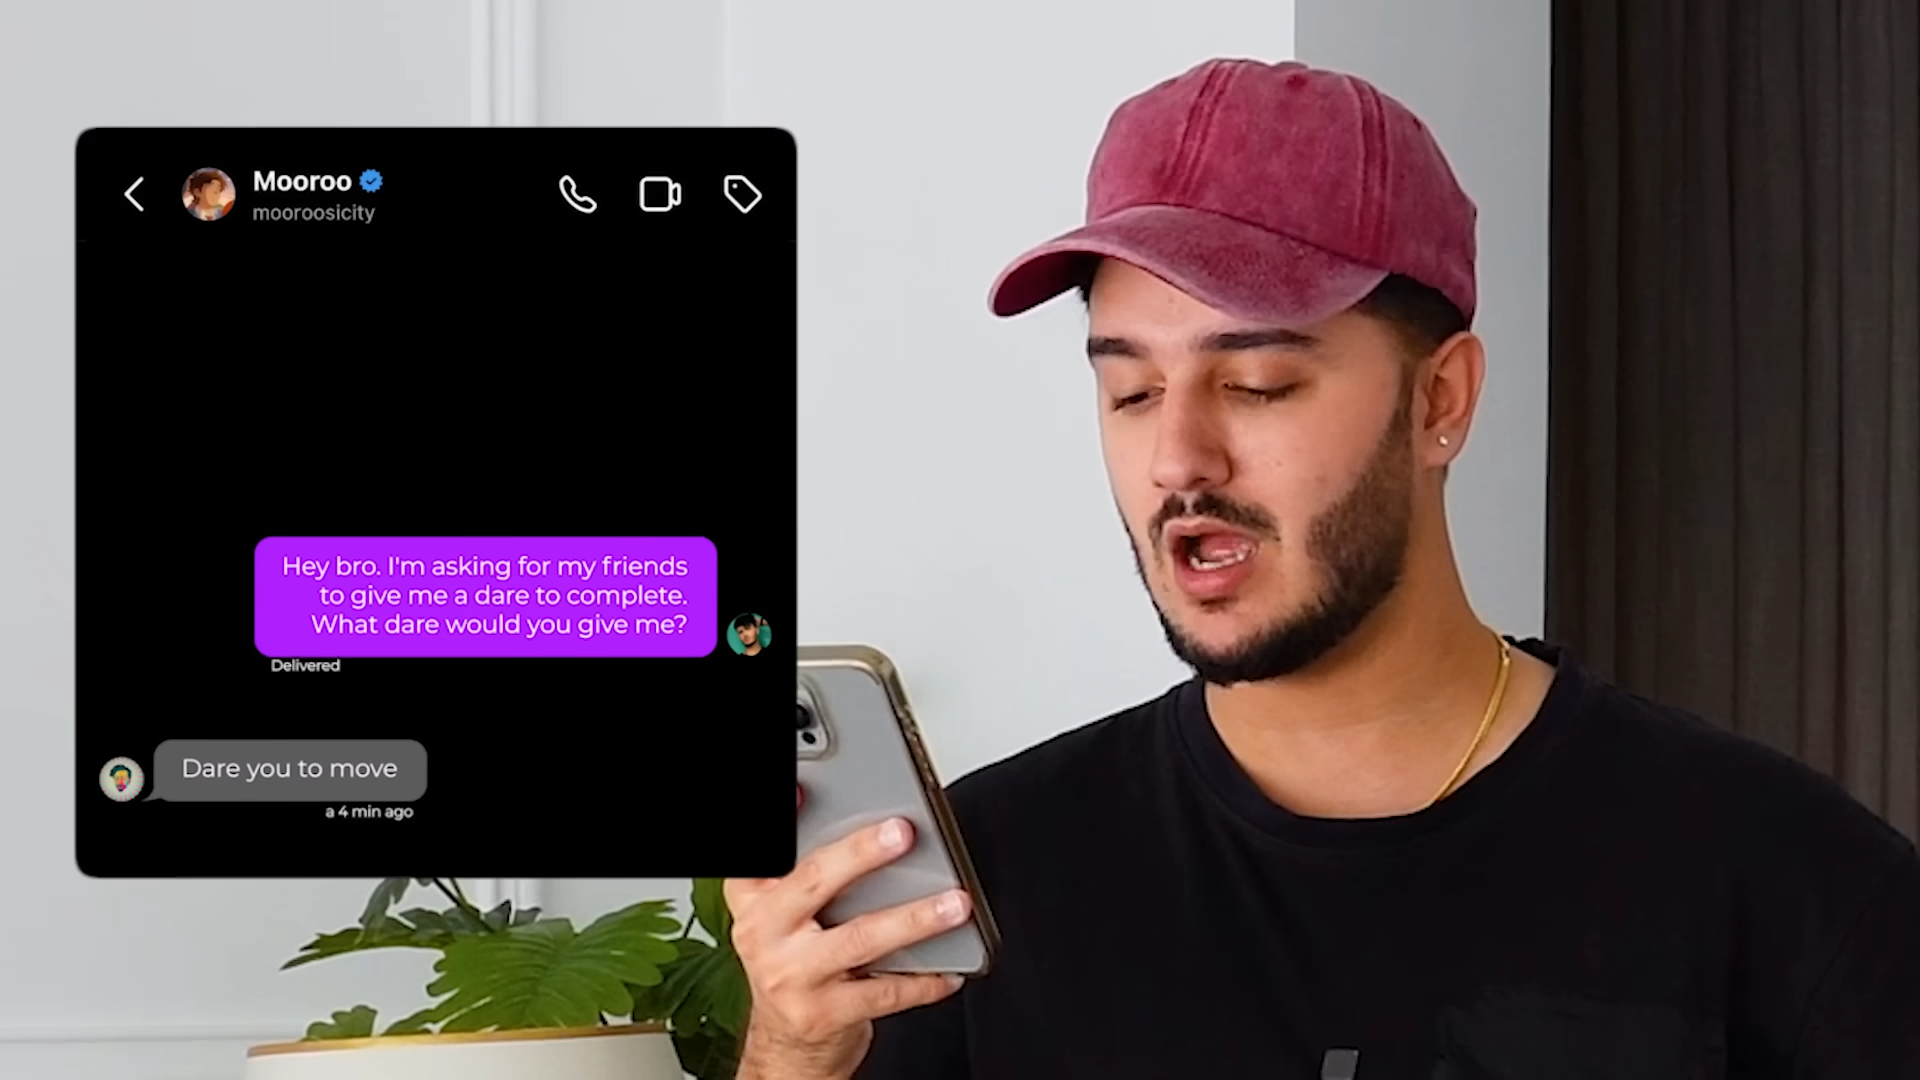 Mooroo
mooroosicity
Hey bro. I'm asking for my friends
to give me a dare to complete.
What dare would you give me?
Delivered
Dare you to move
a 4 min ago